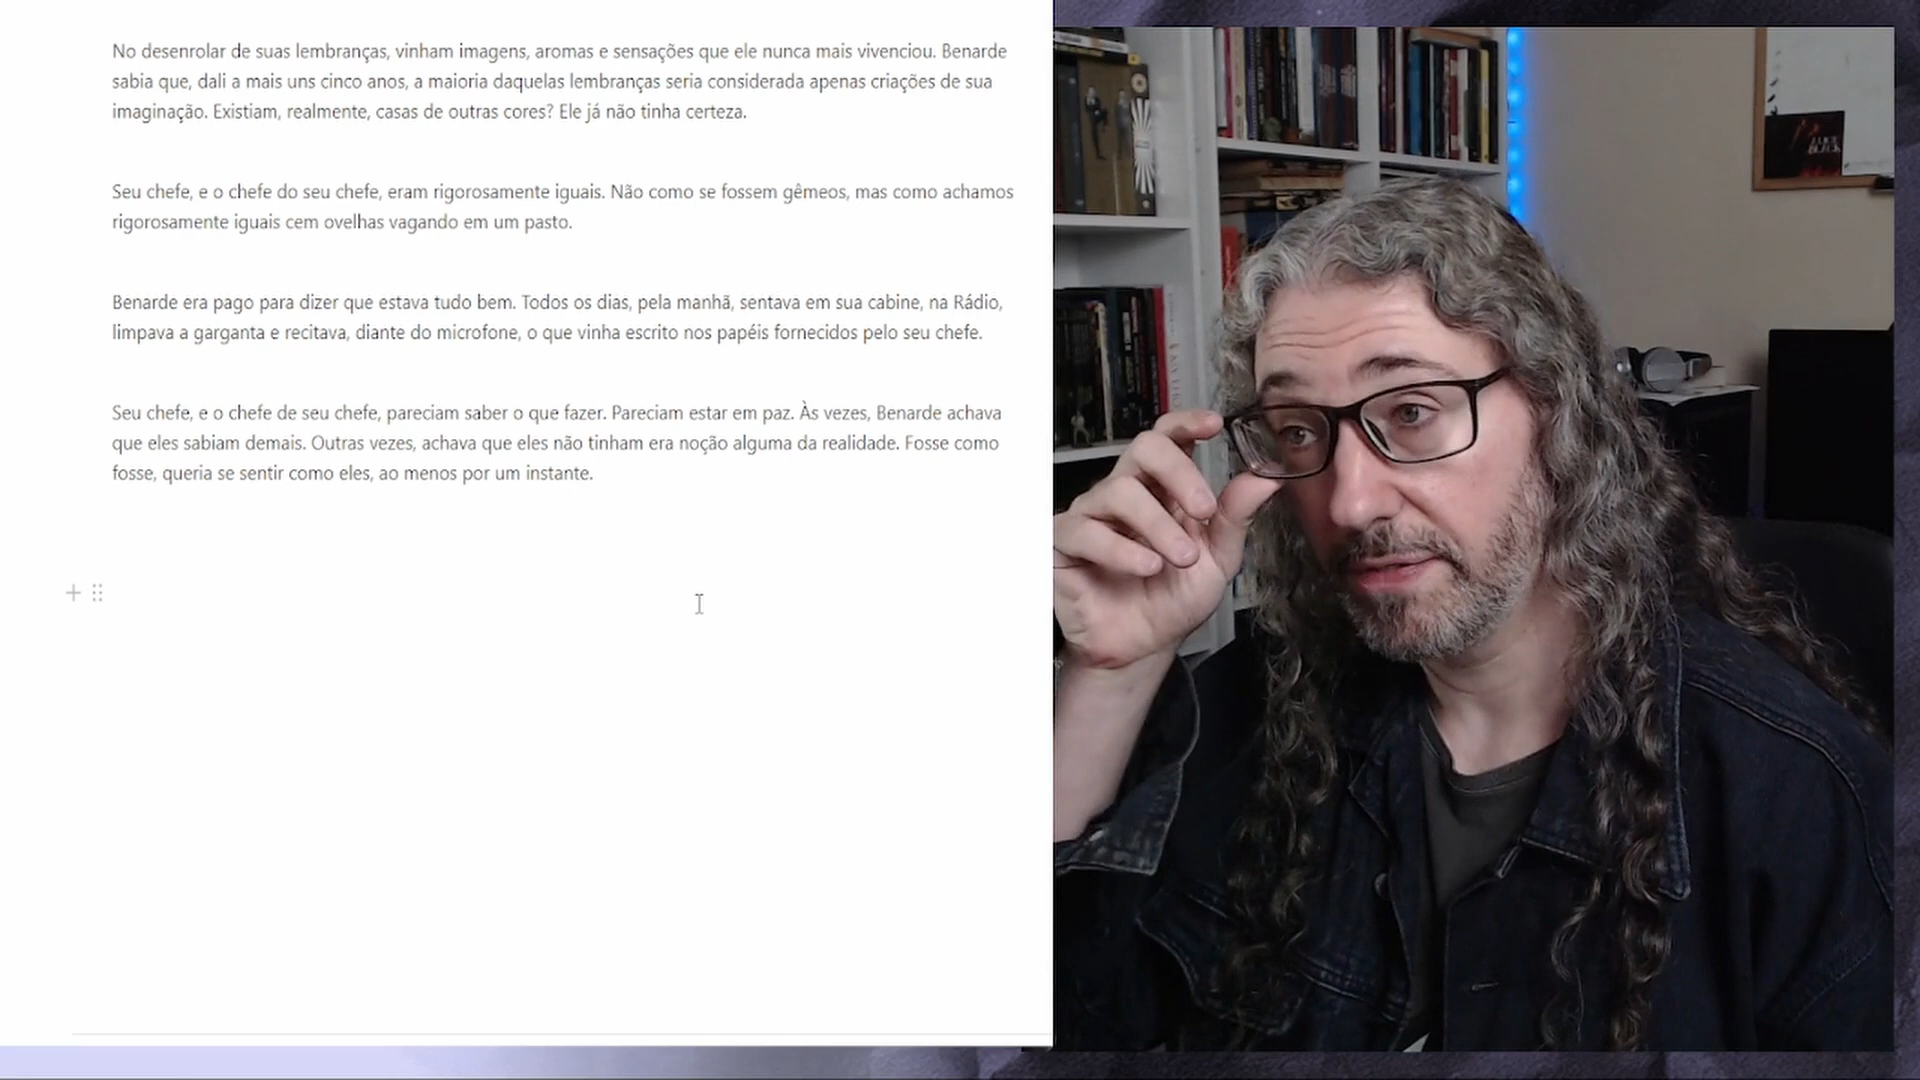 No desenrolar de suas lembranças, vinham imagens, aromas e sensações que ele nunca mais vivenciou. Benarde
sabia que, dali a mais uns cinco anos, a maioria daquelas lembranças seria considerada apenas criações de sua
imaginação. Existiam, realmente, casas de outras cores? Ele já não tinha certeza.
Seu chefe, e o chefe do seu chefe, eram rigorosamente iguais. Não como se fossem gêmeos, mas como achamos
rigorosamente iguais cem ovelhas vagando em um pasto.
Benarde era pago para dizer que estava tudo bem. Todos os dias, pela manhã, sentava em sua cabine, na Rádio,
limpava a garganta e recitava, diante do microfone, o que vinha escrito nos papéis fornecidos pelo seu chefe.
Seu chefe, e o chefe de seu chefe, pareciam saber o que fazer. Pareciam estar em paz. Às vezes, Benarde achava
que eles sabiam demais. Outras vezes, achava que eles não tinham era noção alguma da realidade. Fosse como
fosse, queria se sentir como eles, ao menos por um instante.